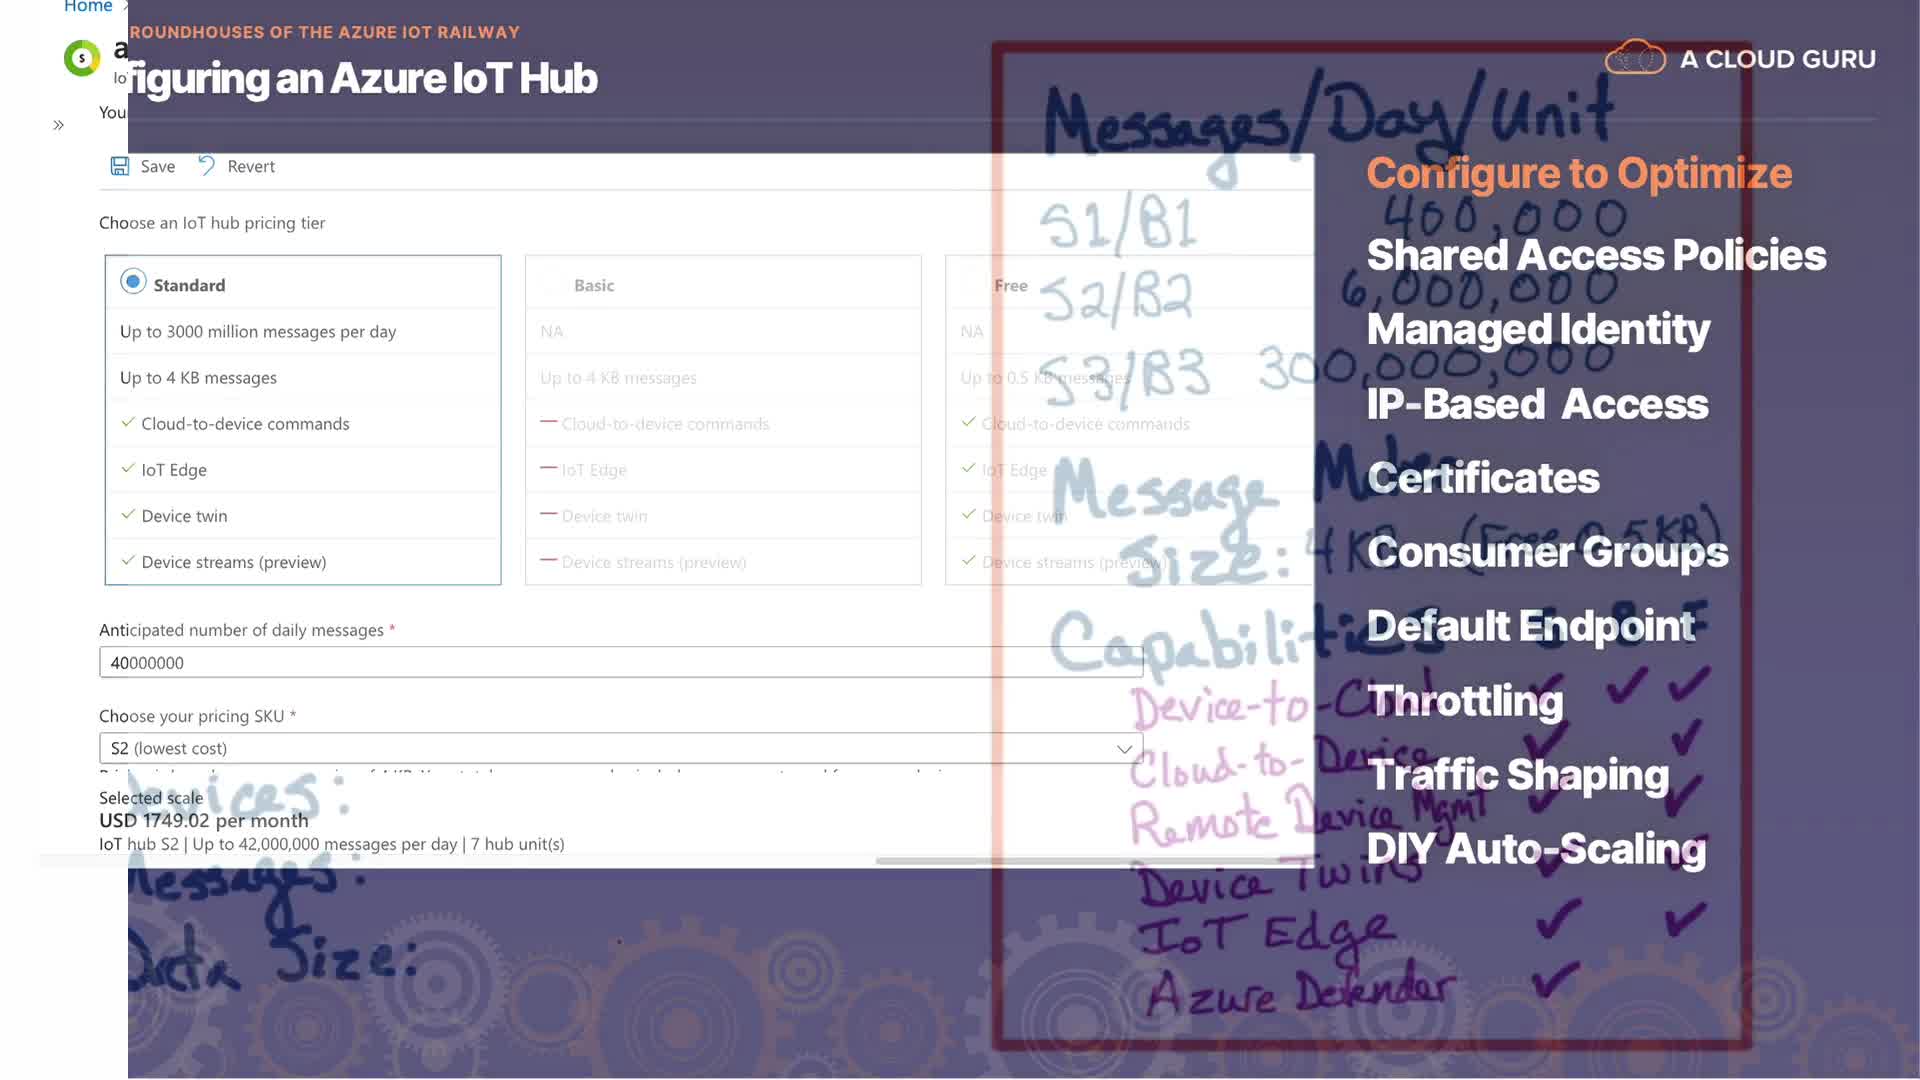 Home
ROUNDHOUSES OF THE AZURE IOT RAILWAY
figuring an Azure IoT Hub
A CLOUD GURU
You
Save
Revert
Choose an IoT hub pricing tier
Standard
Up to 3000 million messages per day
Up to 4 KB messages
Cloud-to-device commands
IoT Edge
Device twin
Device streams (preview)
Basic
NA
Up to 4 KB messages
Cloud-to-device commands
IoT Edge
Device twin
Device streams (preview)
Free
NA
Up to 0.5 KB messages
Cloud-to-device commands
IoT Edge
Device twin
Device streams (preview)
Anticipated number of daily messages *
40000000
Choose your pricing SKU *
S2 (lowest cost)
Selected scale
USD 1749.02 per month
IoT hub S2 | Up to 42,000,000 messages per day | 7 hub unit(s)
Messages:
Data Size:
Messages/Day/Unit
S1/B1 400,000
S2/B2 6,000,000
S3/B3 300,000,000
Message
Size: 4 KB (Free 0.5 KB)
Capabilities S B F
Device-to-Cloud
Cloud-to-Device
Remote Device Mgmt
Device Twins
IoT Edge
Azure Defender
Configure to Optimize
Shared Access Policies
Managed Identity
IP-Based Access
Certificates
Consumer Groups
Default Endpoint
Throttling
Traffic Shaping
DIY Auto-Scaling